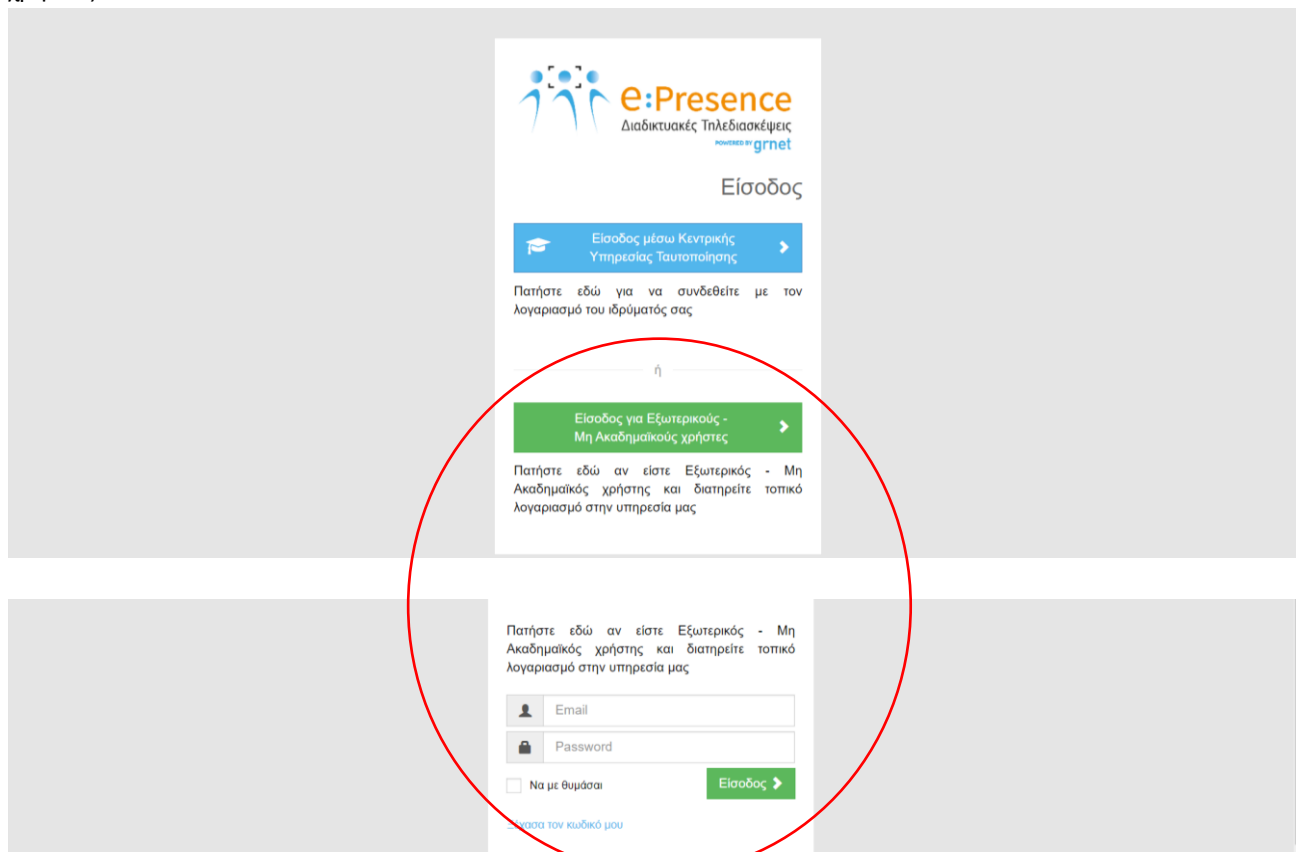 e:Presence
Διαδικτυακές Τηλεδιασκέψεις
POWERED BY grnet
Είσοδος
Είσοδος μέσω Κεντρικής
Υπηρεσίας Ταυτοποίησης
Πατήστε εδώ για να συνδεθείτε με τον
λογαριασμό του ιδρύματός σας
ή
Είσοδος για Εξωτερικούς -
Μη Ακαδημαϊκούς χρήστες
Πατήστε εδώ αν είστε Εξωτερικός - Μη
Ακαδημαϊκός χρήστης και διατηρείτε τοπικό
λογαριασμό στην υπηρεσία μας
Πατήστε εδώ αν είστε Εξωτερικός - Μη
Ακαδημαϊκός χρήστης και διατηρείτε τοπικό
λογαριασμό στην υπηρεσία μας
Email
Password
Να με θυμάσαι
Είσοδος
Ξέχασα τον κωδικό μου